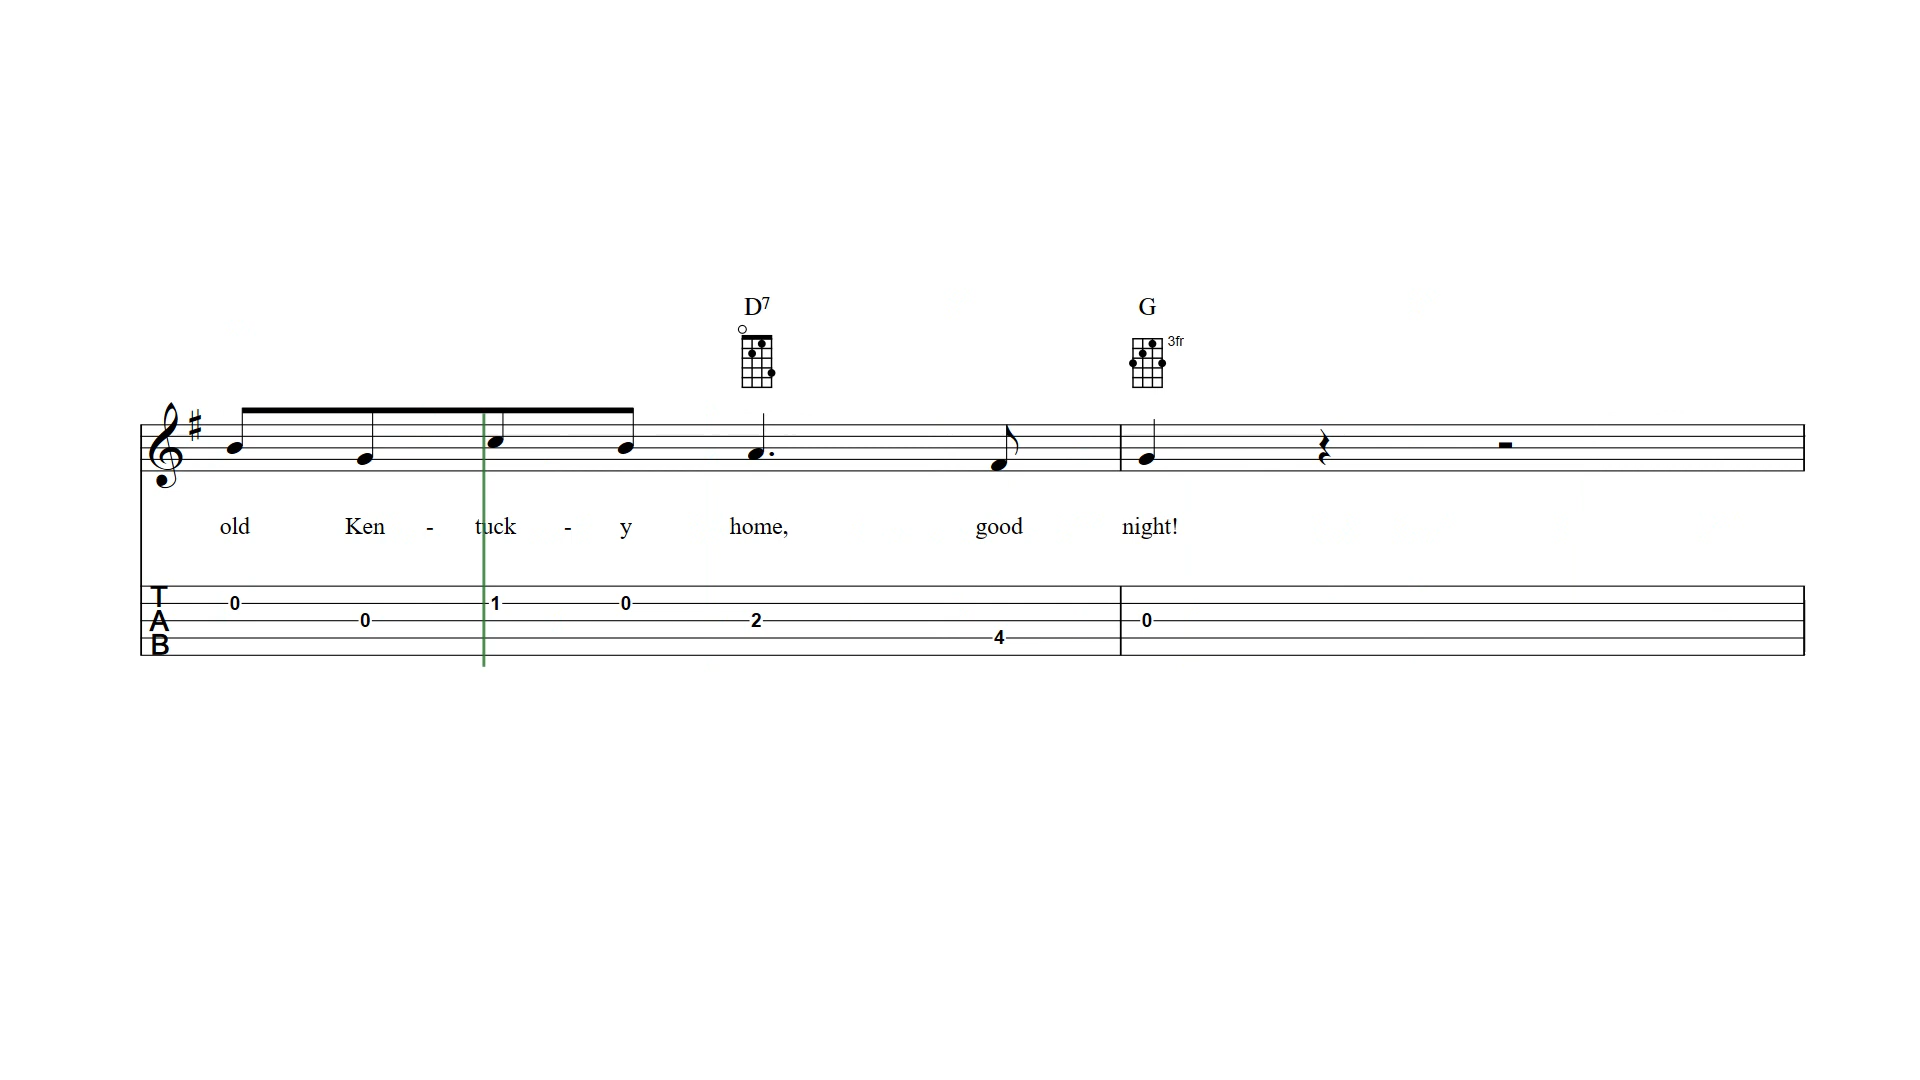 D7 G
3fr
old Ken - tuck - y home, good night!
T 0 1 0
A 0 2 0
B 4